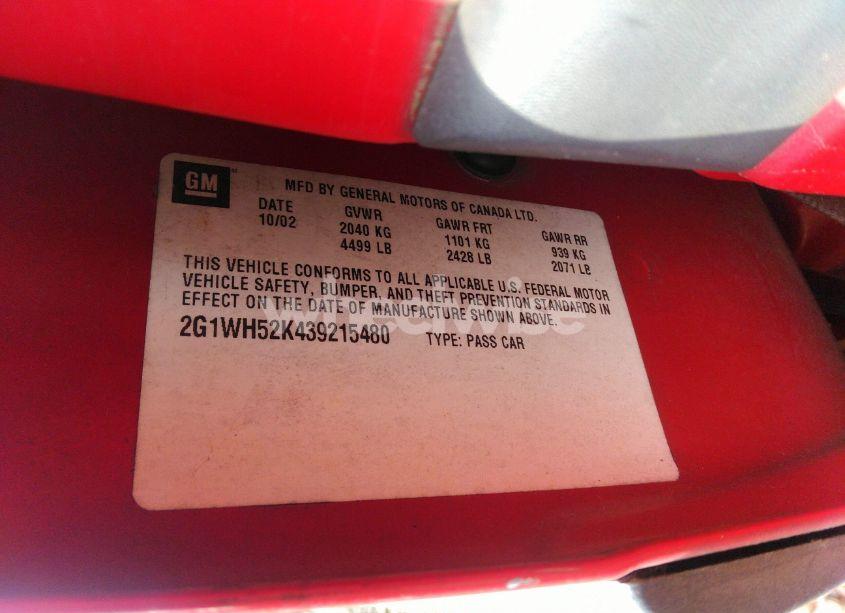 GM
MFD BY GENERAL MOTORS OF CANADA LTD.
DATE GVWR GAWR FRT GAWR RR
10/02 2040 KG 1101 KG 939 KG
4499 LB 2428 LB 2071 LB
THIS VEHICLE CONFORMS TO ALL APPLICABLE U.S. FEDERAL MOTOR
VEHICLE SAFETY, BUMPER, AND THEFT PREVENTION STANDARDS IN
EFFECT ON THE DATE OF MANUFACTURE SHOWN ABOVE.
2G1WH52K439215480 TYPE: PASS CAR